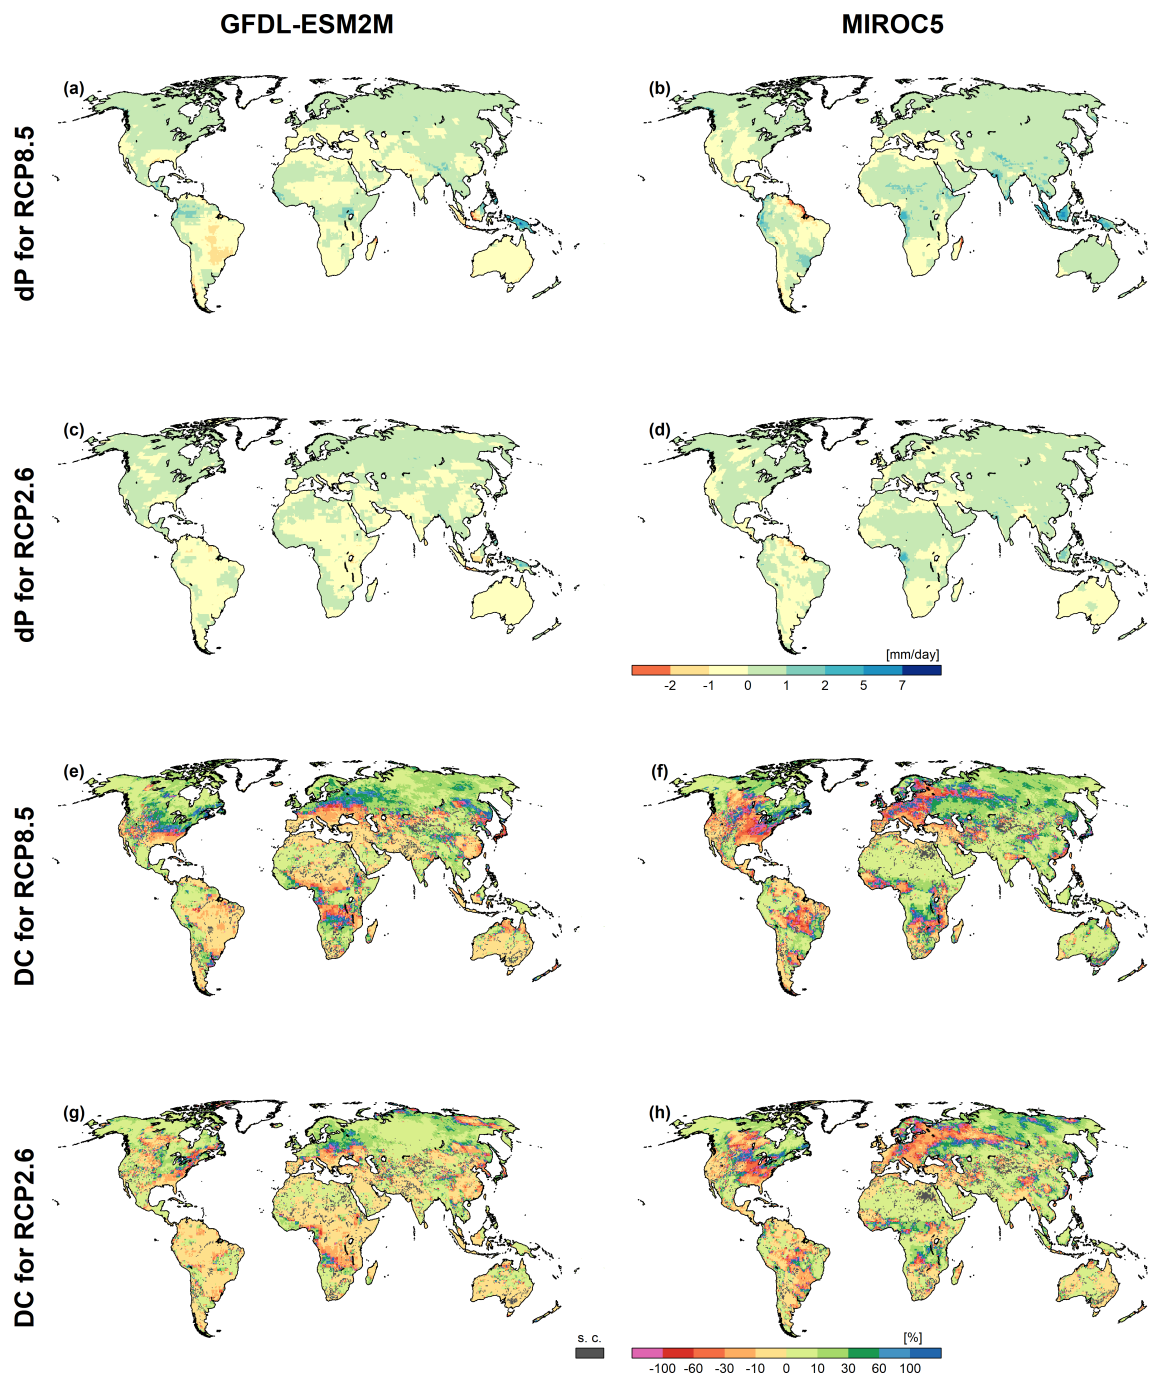 GFDL-ESM2M
MIROC5
dP for RCP8.5
(a)
(b)
dP for RCP2.6
(c)
(d)
[mm/day]
-2 -1 0 1 2 5 7
DC for RCP8.5
(e)
(f)
DC for RCP2.6
(g)
(h)
s. c.
[%]
-100 -60 -30 -10 0 10 30 60 100